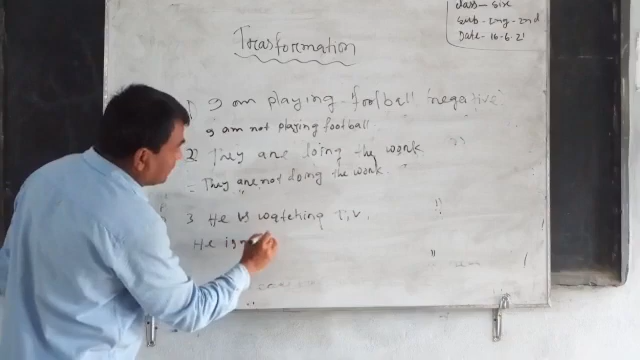 class - Six
Sub - Eng - 2nd
Date - 16-6-21
Trasformation
1) I am playing football 'negative'
I am not playing football.
2) They are doing the work. ''
= They are not doing the work.
3 He is watching T.V. ''
He is